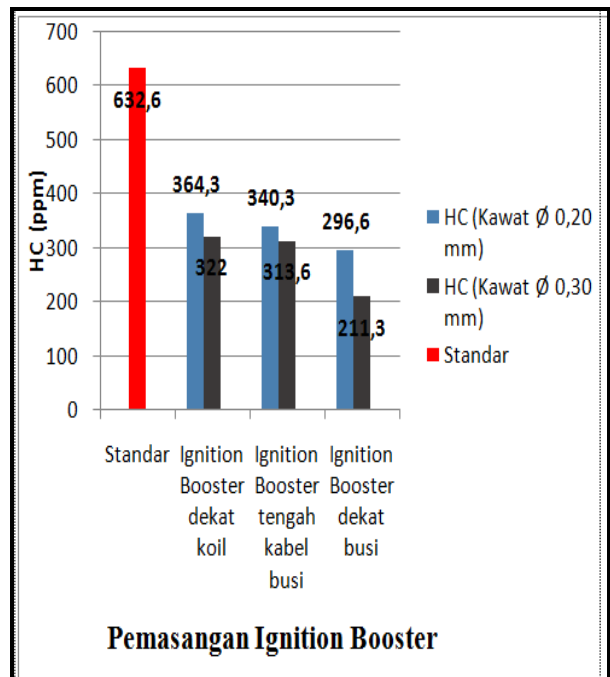 700
600
500
400
300
200
100
0
HC (ppm)
632,6
364,3
322
340,3
313,6
296,6
211,3
HC (Kawat Ø 0,20
mm)
HC (Kawat Ø 0,30
mm)
Standar
Standar
Ignition
Booster
dekat
koil
Ignition
Booster
tengah
kabel
busi
Ignition
Booster
dekat
busi
Pemasangan Ignition Booster